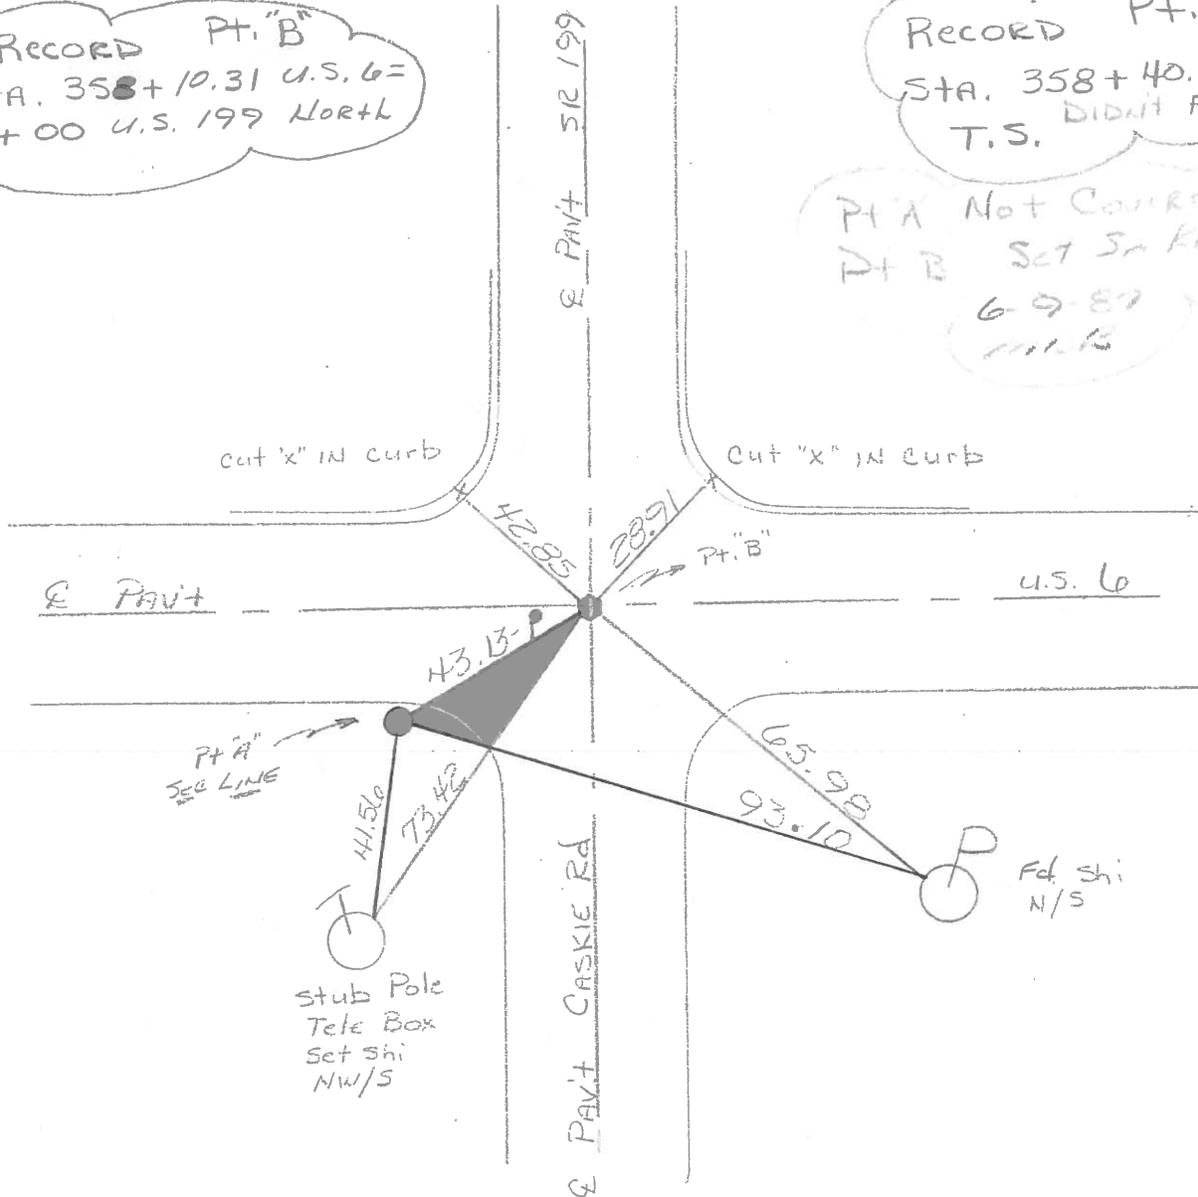 Record Pt. "B"
A. 358+10.31 U.S. 6=
+00 U.S. 199 North
Record Pt.
StA. 358+40.
T.S. DIDN't
Pt A Not
Pt B Set
6-9-87
℄ PAV't SR 199
Cut "x" IN Curb
Cut "x" IN Curb
42.85
28.91
Pt. "B"
℄ PAV't
U.S. 6
43.13
Pt "A"
SEC LINE
65.98
93.10
41.56
73.42
℄ PAV't CASKIE Rd
Fd. Shi
N/S
Stub Pole
Tele Box
Set Shi
NW/S